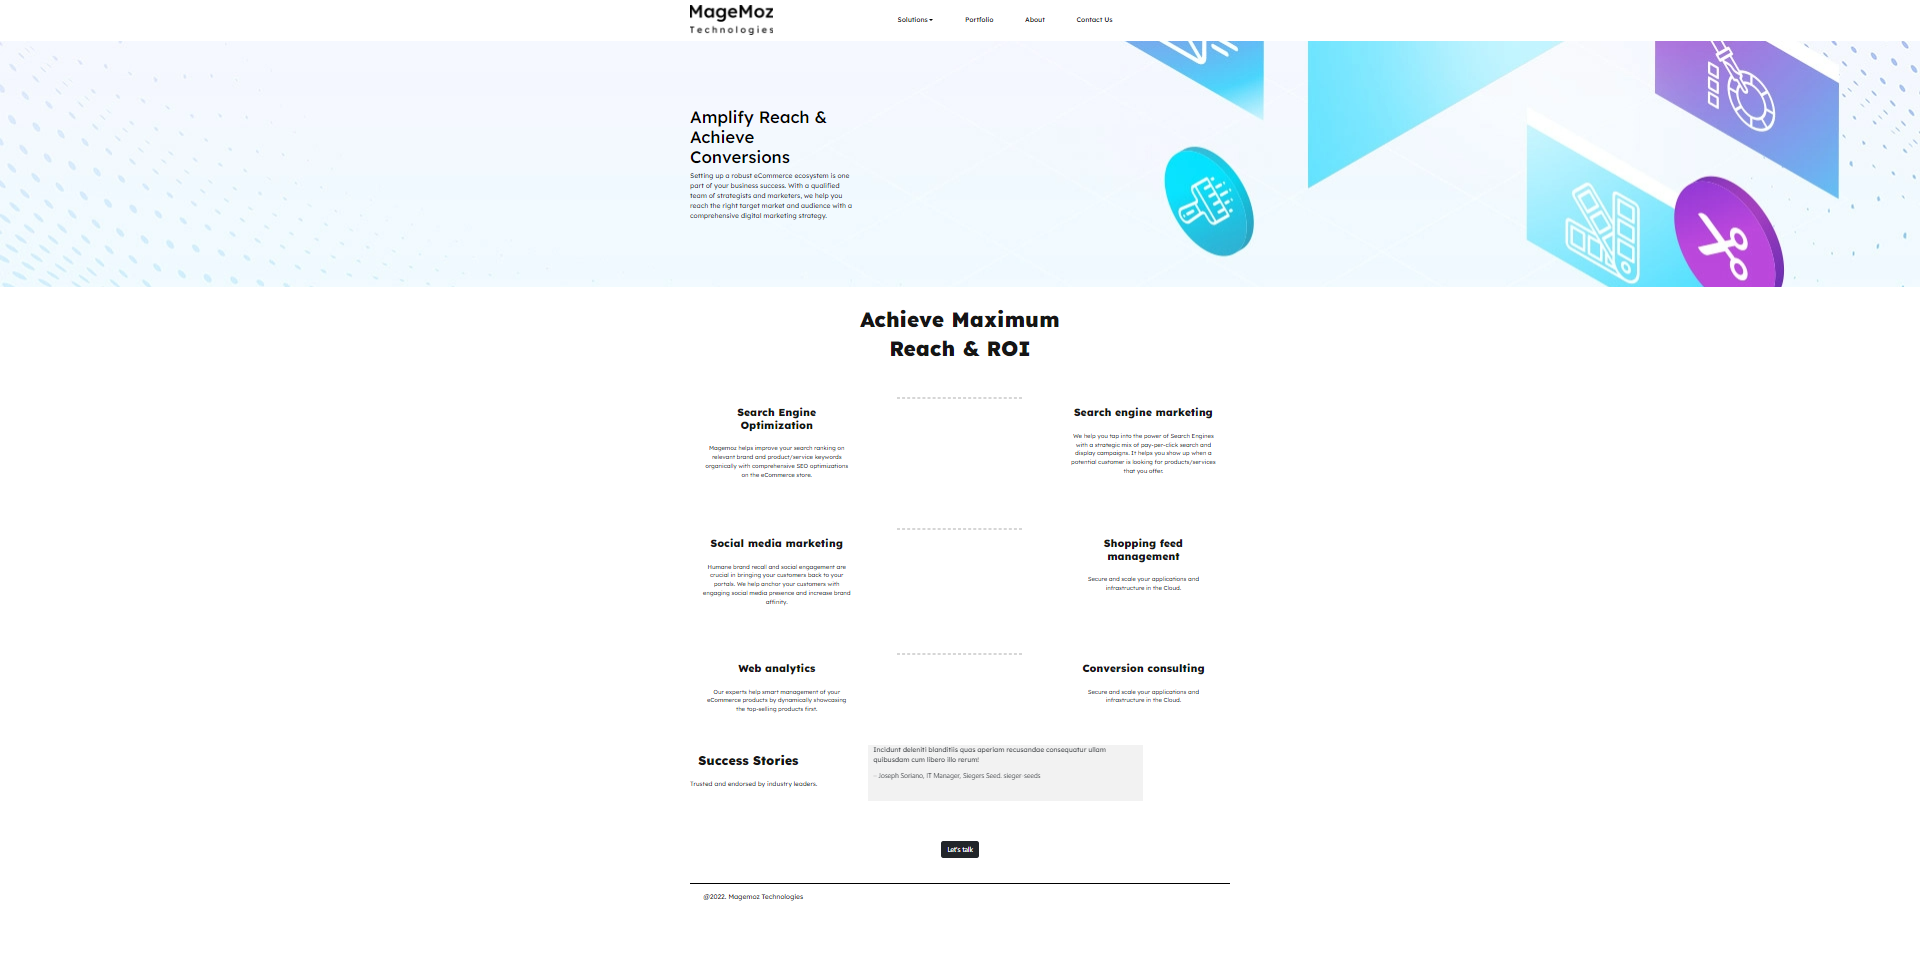 MageMoz
Technologies
Solutions
Portfolio
About
Contact Us
Amplify Reach &
Achieve
Conversions
Setting up a robust eCommerce ecosystem is one
part of your business success. With a qualified
team of strategists and marketers, we help you
reach the right target market and audience with a
comprehensive digital marketing strategy.
Achieve Maximum
Reach & ROI
Search Engine
Optimization
Magemoz helps improve your search ranking on
relevant brand and product/service keywords
organically with comprehensive SEO optimizations
on the eCommerce store.
Search engine marketing
We help you tap into the power of Search Engines
with a strategic mix of pay-per-click search and
display campaigns. It helps you show up when a
potential customer is looking for products/services
that you offer.
Social media marketing
Humane brand recall and social engagement are
crucial in bringing your customers back to your
portals. We help anchor your customers with
engaging social media presence and increase brand
affinity.
Shopping feed
management
Secure and scale your applications and
infrastructure in the Cloud.
Web analytics
Our experts help smart management of your
eCommerce products by dynamically showcasing
the top-selling products first.
Conversion consulting
Secure and scale your applications and
infrastructure in the Cloud.
Success Stories
Trusted and endorsed by industry leaders.
Incidunt deleniti blanditiis quas aperiam recusandae consequatur ullam
quibusdam cum libero illo rerum!
- Joseph Soriano, IT Manager, Siegers Seed. sieger-seeds
Let's talk
@2022. Magemoz Technologies